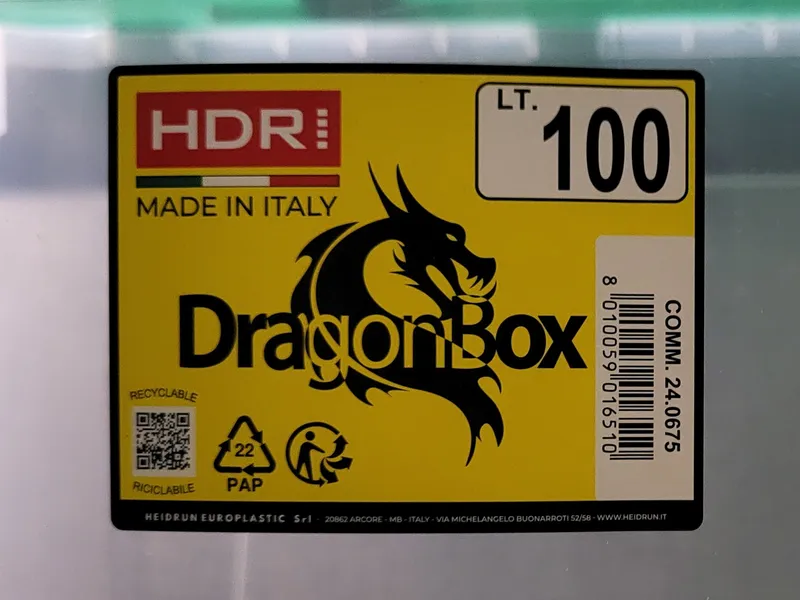 HDR
MADE IN ITALY
LT. 100
DragonBox
COMM. 24.0675
8 010059 016510
RECYCLABLE
RICICLABILE
22
PAP
HEIDRUN EUROPLASTIC Srl - 20862 ARCORE - MB - ITALY - VIA MICHELANGELO BUONARROTI 52/58 - WWW.HEIDRUN.IT